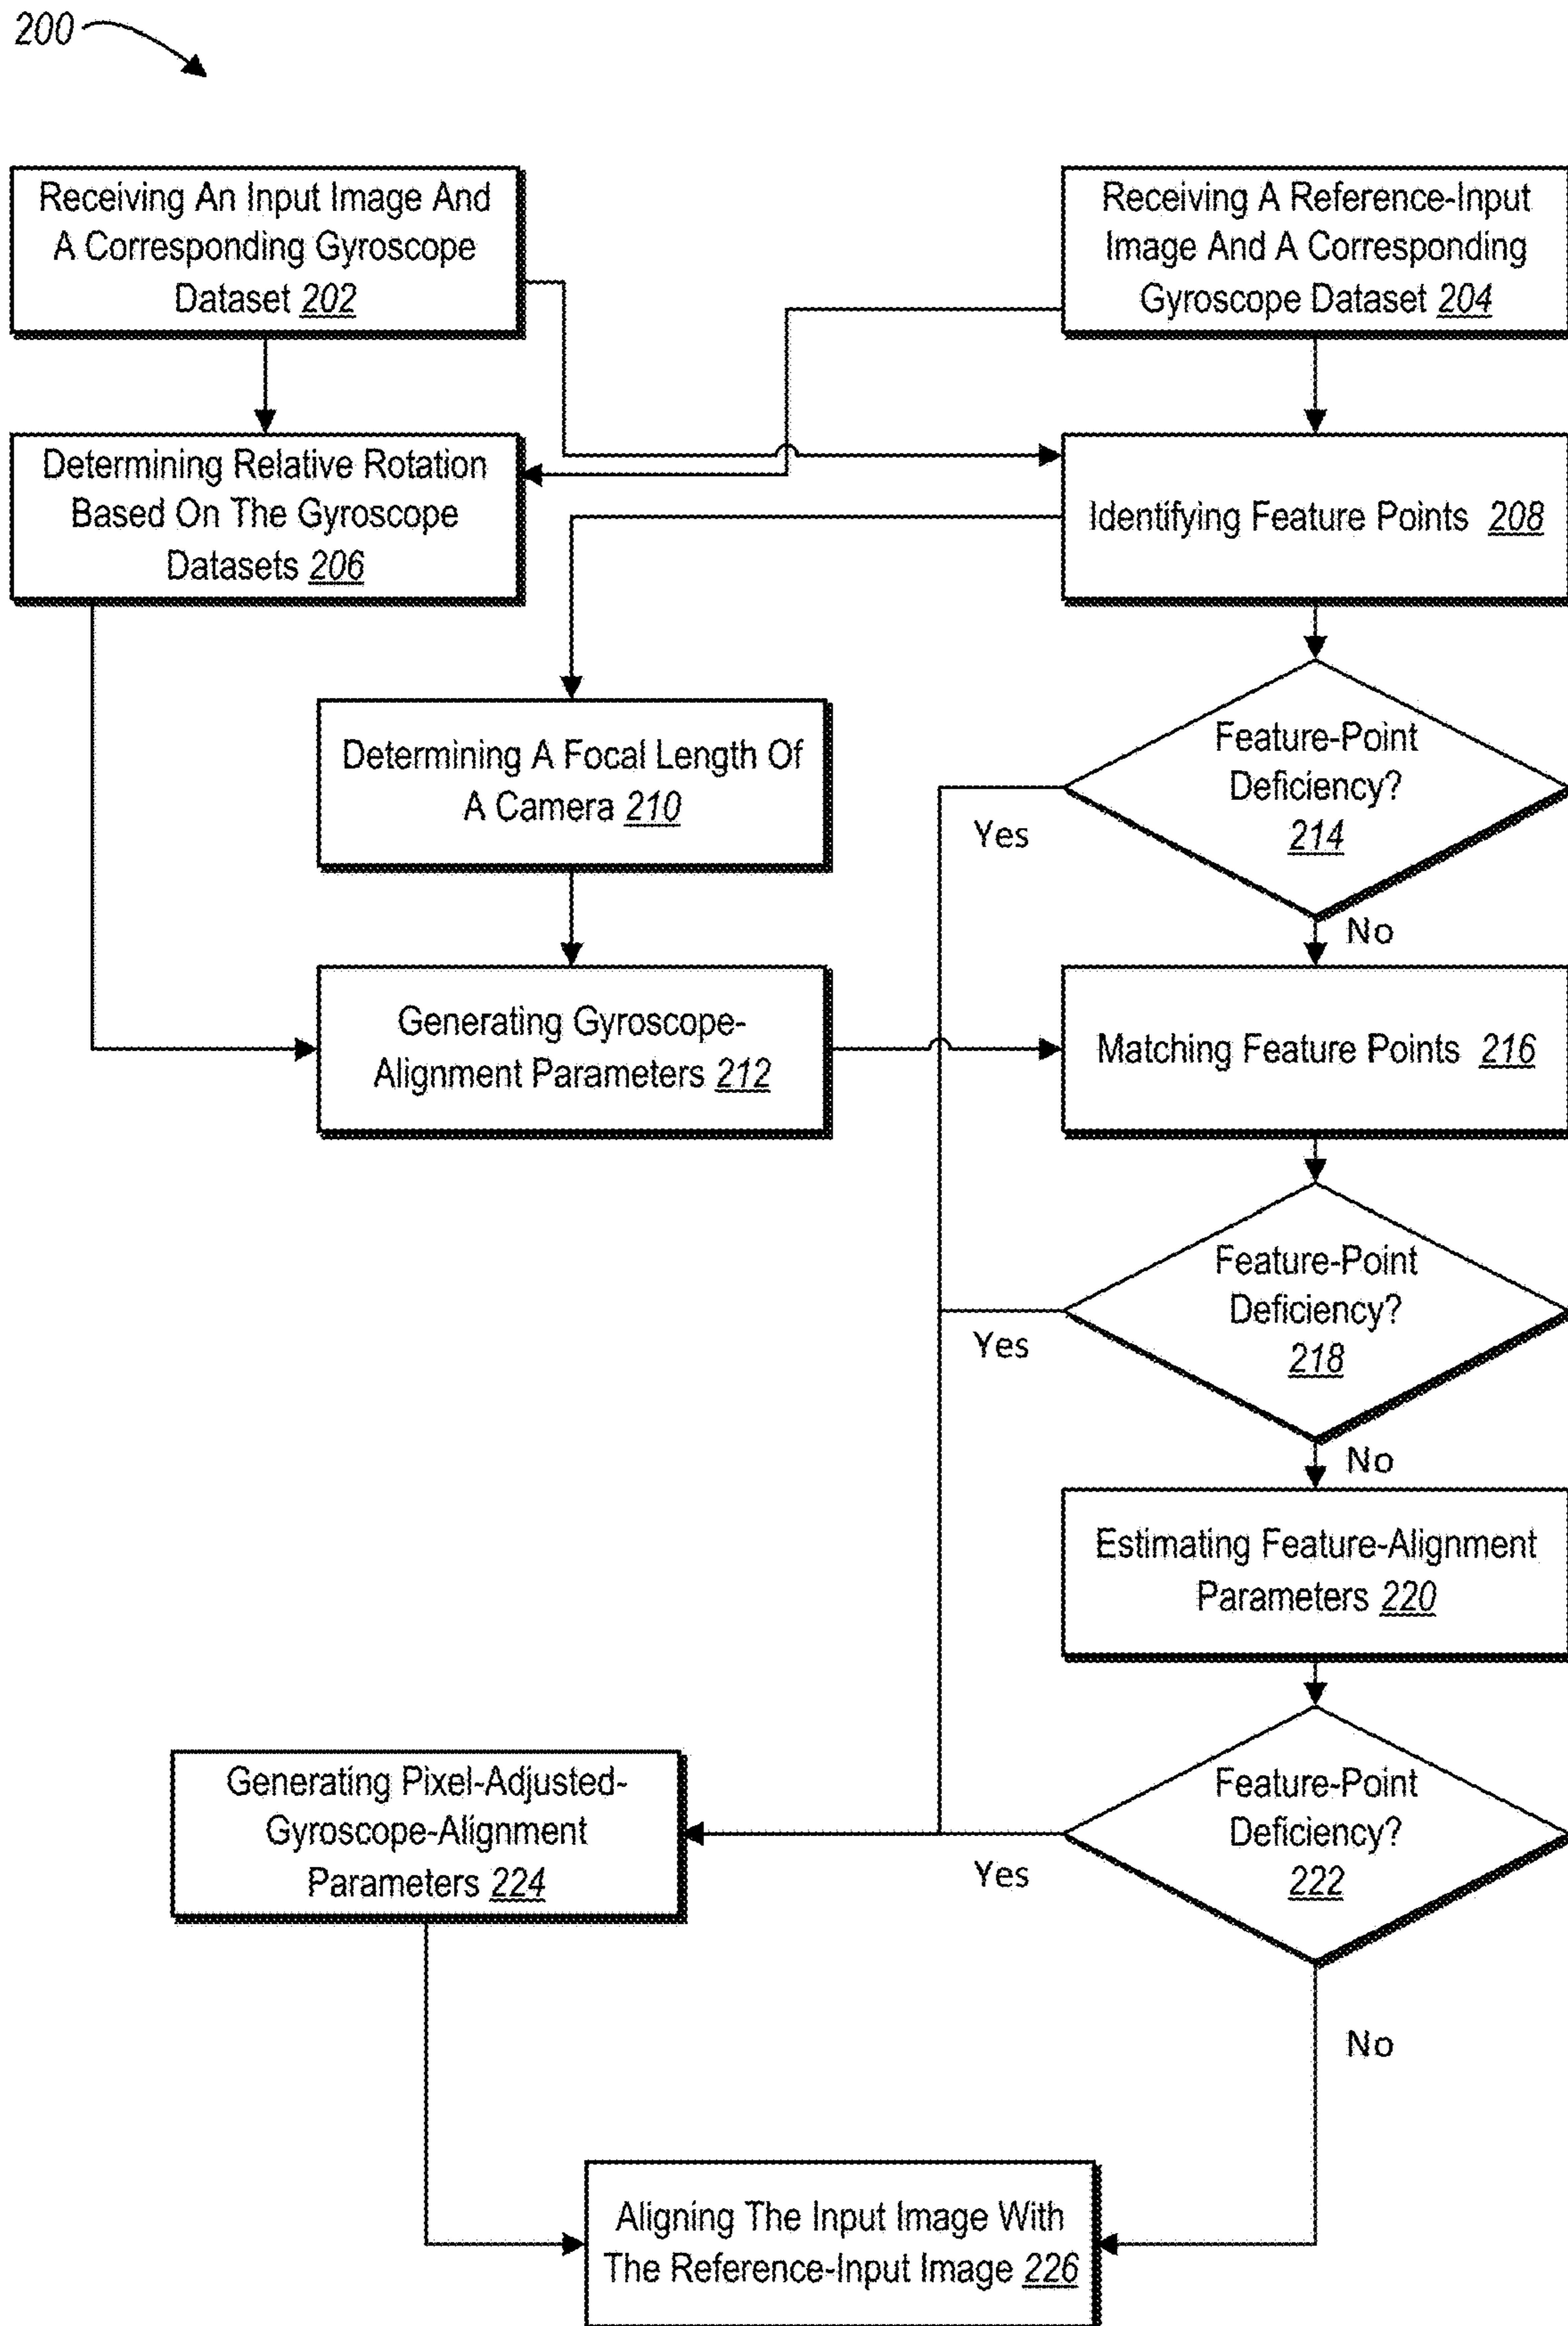 200
Receiving An Input Image And
A Corresponding Gyroscope
Dataset 202
Receiving A Reference-Input
Image And A Corresponding
Gyroscope Dataset 204
Determining Relative Rotation
Based On The Gyroscope
Datasets 206
Identifying Feature Points 208
Determining A Focal Length Of
A Camera 210
Feature-Point
Deficiency?
214
Yes
No
Generating Gyroscope-
Alignment Parameters 212
Matching Feature Points 216
Feature-Point
Deficiency?
218
Yes
No
Estimating Feature-Alignment
Parameters 220
Generating Pixel-Adjusted-
Gyroscope-Alignment
Parameters 224
Feature-Point
Deficiency?
222
Yes
No
Aligning The Input Image With
The Reference-Input Image 226